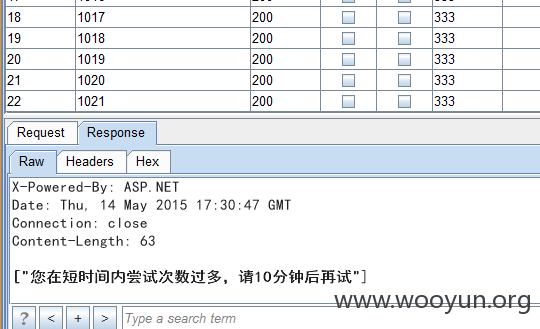 18 1017 200 333
19 1018 200 333
20 1019 200 333
21 1020 200 333
22 1021 200 333
Request Response
Raw Headers Hex
X-Powered-By: ASP.NET
Date: Thu, 14 May 2015 17:30:47 GMT
Connection: close
Content-Length: 63
["您在短时间内尝试次数过多，请10分钟后再试"]
www.wooyun.org
? < + > Type a search term